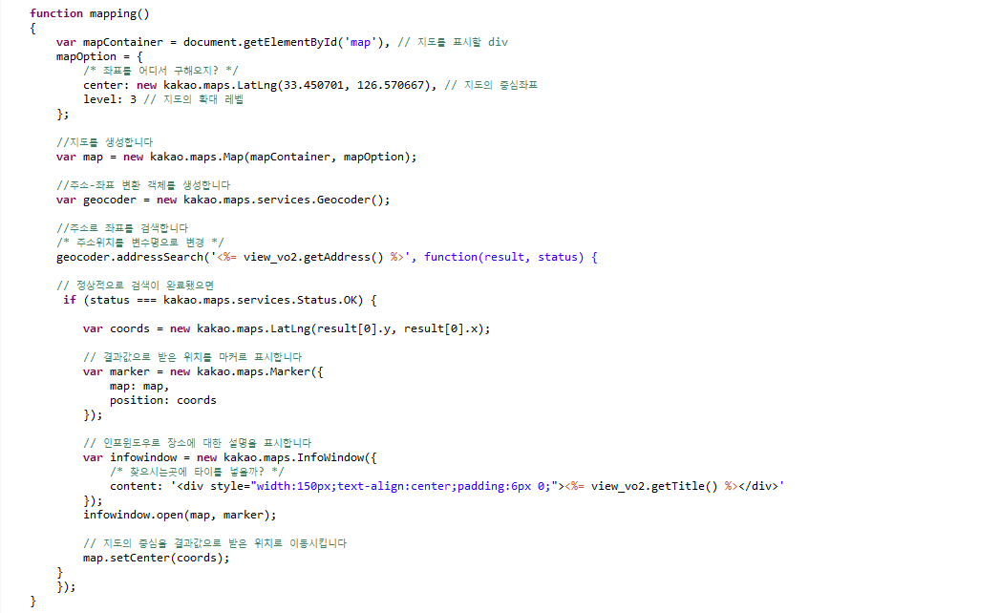 function mapping()
{
    var mapContainer = document.getElementById('map'), // 지도를 표시할 div
    mapOption = {
        /* 좌표를 어디서 구해오지? */
        center: new kakao.maps.LatLng(33.450701, 126.570667), // 지도의 중심좌표
        level: 3 // 지도의 확대 레벨
    };

    //지도를 생성합니다
    var map = new kakao.maps.Map(mapContainer, mapOption);

    //주소-좌표 변환 객체를 생성합니다
    var geocoder = new kakao.maps.services.Geocoder();

    //주소로 좌표를 검색합니다
    /* 주소위치를 변수명으로 변경 */
    geocoder.addressSearch('<%= view_vo2.getAddress() %>', function(result, status) {

    // 정상적으로 검색이 완료됐으면
     if (status === kakao.maps.services.Status.OK) {

        var coords = new kakao.maps.LatLng(result[0].y, result[0].x);

        // 결과값으로 받은 위치를 마커로 표시합니다
        var marker = new kakao.maps.Marker({
            map: map,
            position: coords
        });

        // 인포윈도우로 장소에 대한 설명을 표시합니다
        var infowindow = new kakao.maps.InfoWindow({
            /* 찾으시는곳에 타이틀 넣을까? */
            content: '<div style="width:150px;text-align:center;padding:6px 0;"><%= view_vo2.getTitle() %></div>'
        });
        infowindow.open(map, marker);

        // 지도의 중심을 결과값으로 받은 위치로 이동시킵니다
        map.setCenter(coords);
    }
    });
}